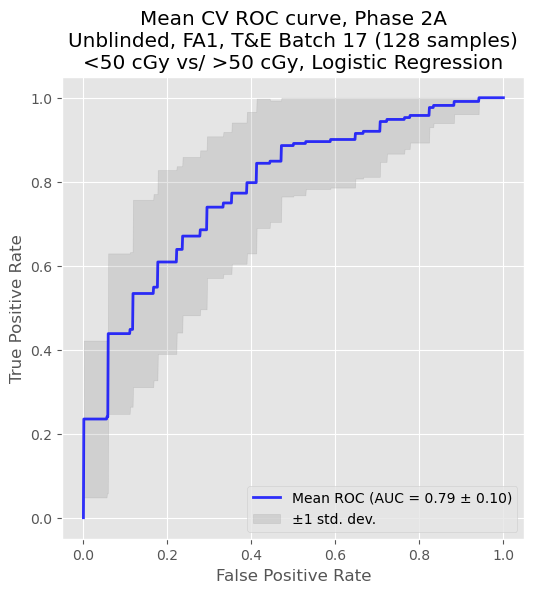 Mean CV ROC curve, Phase 2A
Unblinded, FA1, T&E Batch 17 (128 samples)
<50 cGy vs/ >50 cGy, Logistic Regression
True Positive Rate
1.0
0.8
0.6
0.4
0.2
0.0
Mean ROC (AUC = 0.79 ± 0.10)
±1 std. dev.
0.0 0.2 0.4 0.6 0.8 1.0
False Positive Rate